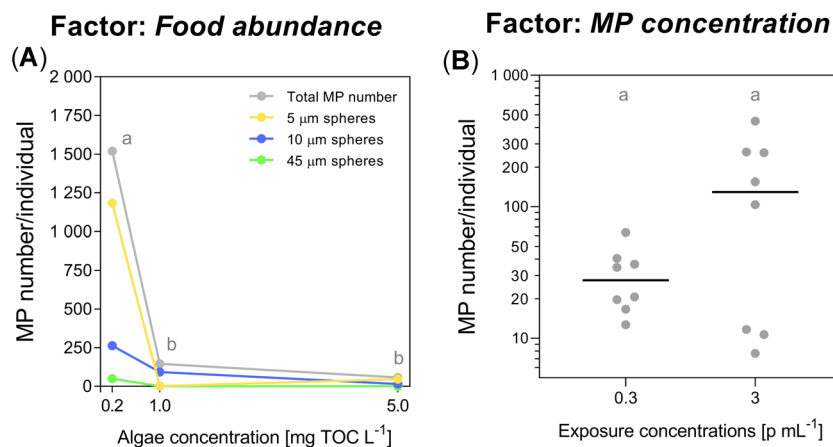 Factor: Food abundance
(A)
MP number/individual
2 000
1 750
1 500
1 250
1 000
750
500
250
0
Total MP number
5 μm spheres
10 μm spheres
45 μm spheres
a
b
b
0.2
1.0
5.0
Algae concentration [mg TOC L⁻¹]
Factor: MP concentration
(B)
MP number/individual
1 000
500
300
200
100
50
30
20
10
a
a
0.3
3
Exposure concentrations [p mL⁻¹]